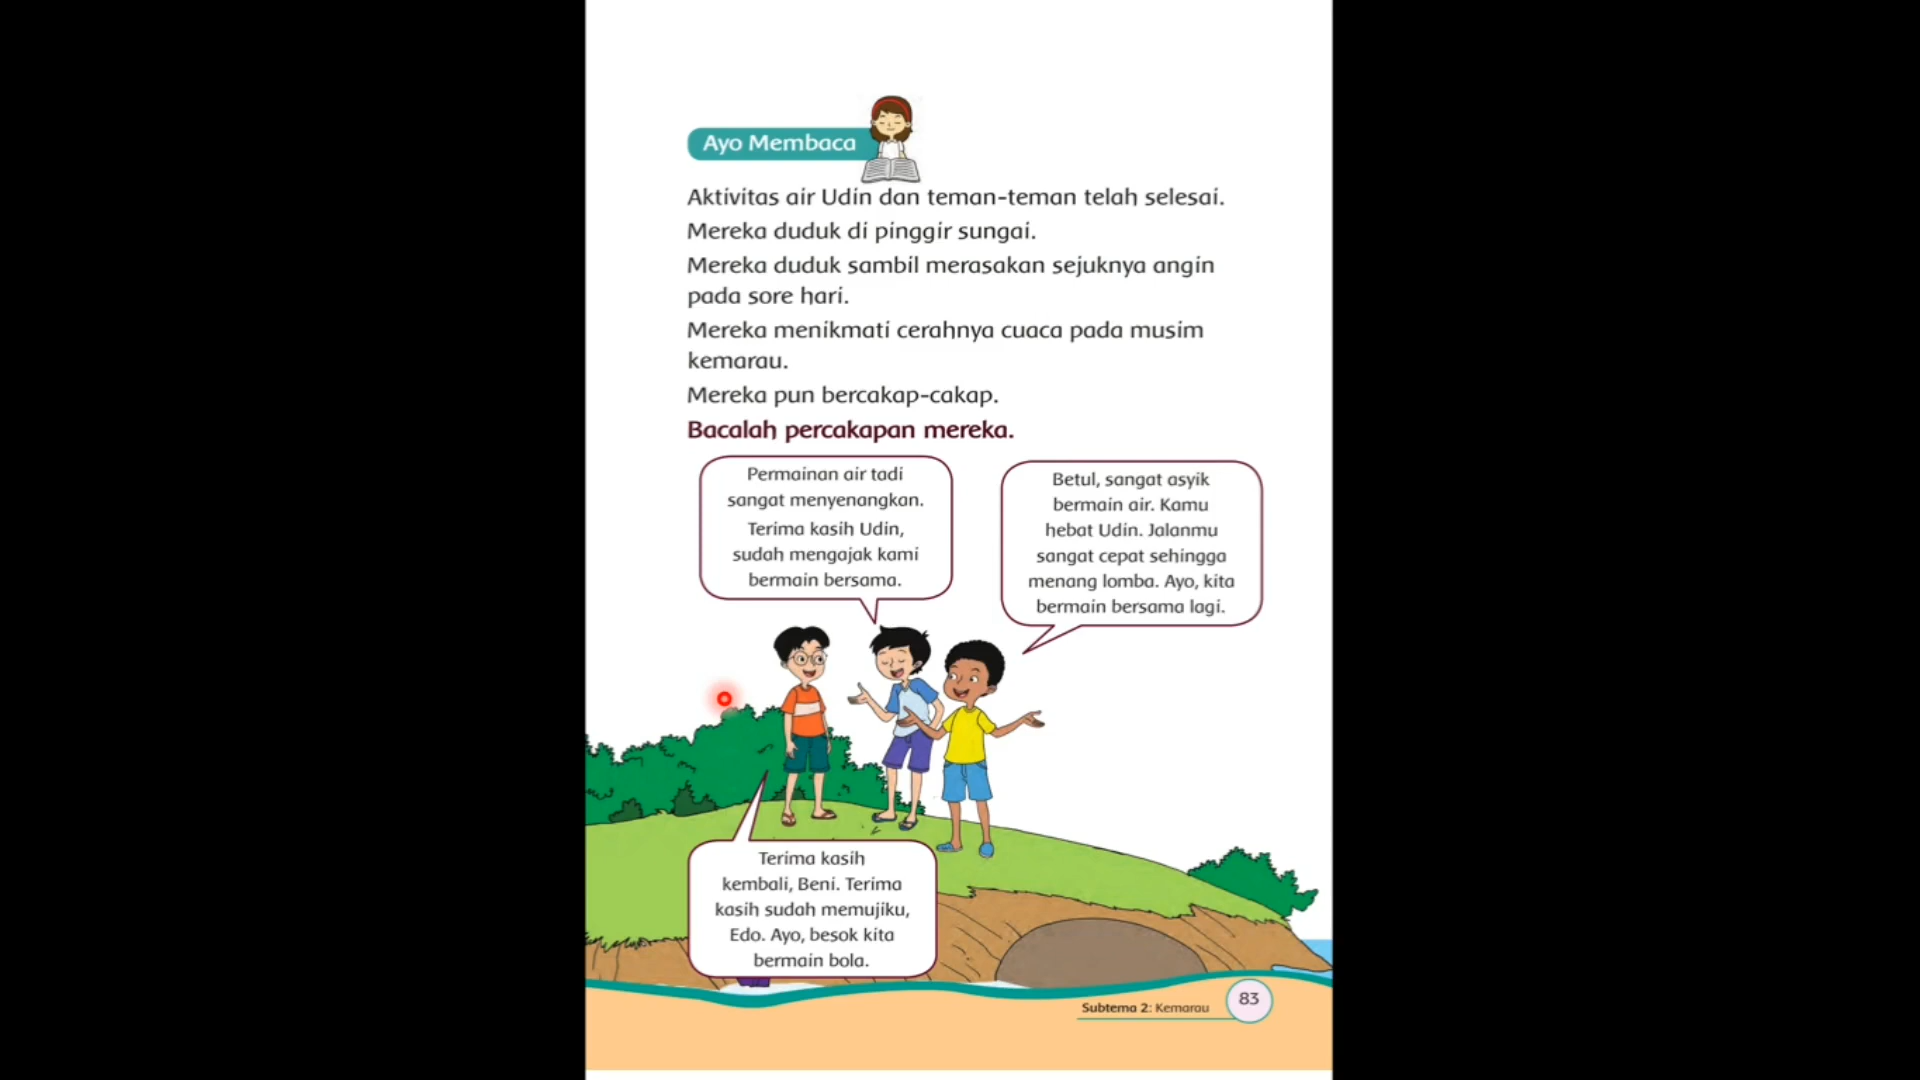 Ayo Membaca
Aktivitas air Udin dan teman-teman telah selesai.
Mereka duduk di pinggir sungai.
Mereka duduk sambil merasakan sejuknya angin
pada sore hari.
Mereka menikmati cerahnya cuaca pada musim
kemarau.
Mereka pun bercakap-cakap.
Bacalah percakapan mereka.
Permainan air tadi
sangat menyenangkan.
Terima kasih Udin,
sudah mengajak kami
bermain bersama.
Betul, sangat asyik
bermain air. Kamu
hebat Udin. Jalanmu
sangat cepat sehingga
menang lomba. Ayo, kita
bermain bersama lagi.
Terima kasih
kembali, Beni. Terima
kasih sudah memujiku,
Edo. Ayo, besok kita
bermain bola.
Subtema 2: Kemarau
83